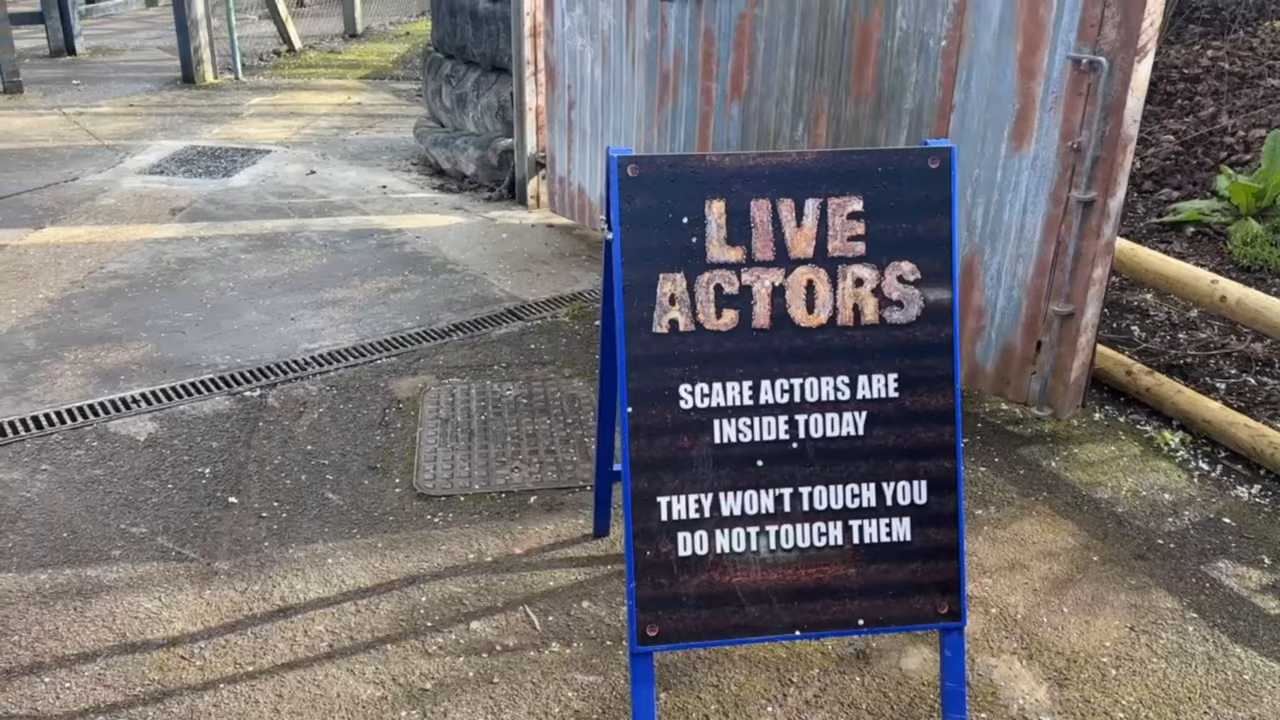 LIVE
ACTORS
SCARE ACTORS ARE
INSIDE TODAY
THEY WON'T TOUCH YOU
DO NOT TOUCH THEM